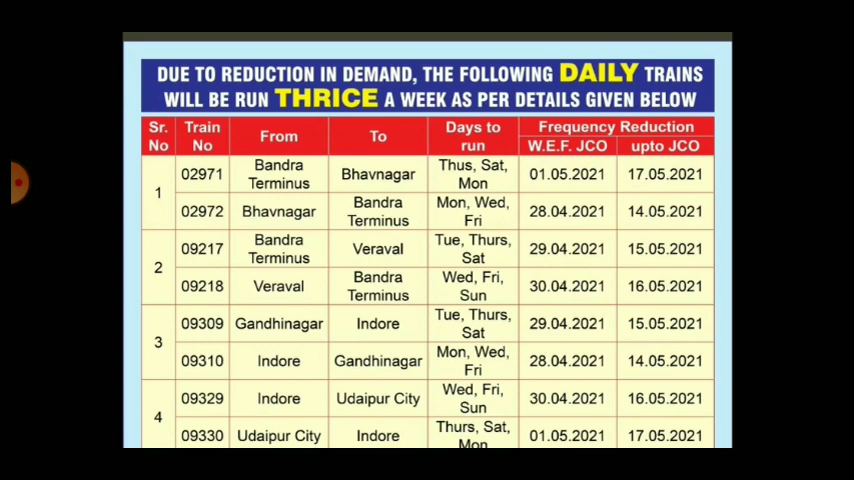 DUE TO REDUCTION IN DEMAND, THE FOLLOWING DAILY TRAINS
WILL BE RUN THRICE A WEEK AS PER DETAILS GIVEN BELOW
Sr. No Train No From To Days to run Frequency Reduction
W.E.F. JCO upto JCO
1 02971 Bandra Terminus Bhavnagar Thus, Sat, Mon 01.05.2021 17.05.2021
02972 Bhavnagar Bandra Terminus Mon, Wed, Fri 28.04.2021 14.05.2021
2 09217 Bandra Terminus Veraval Tue, Thurs, Sat 29.04.2021 15.05.2021
09218 Veraval Bandra Terminus Wed, Fri, Sun 30.04.2021 16.05.2021
3 09309 Gandhinagar Indore Tue, Thurs, Sat 29.04.2021 15.05.2021
09310 Indore Gandhinagar Mon, Wed, Fri 28.04.2021 14.05.2021
4 09329 Indore Udaipur City Wed, Fri, Sun 30.04.2021 16.05.2021
09330 Udaipur City Indore Thurs, Sat, Mon 01.05.2021 17.05.2021